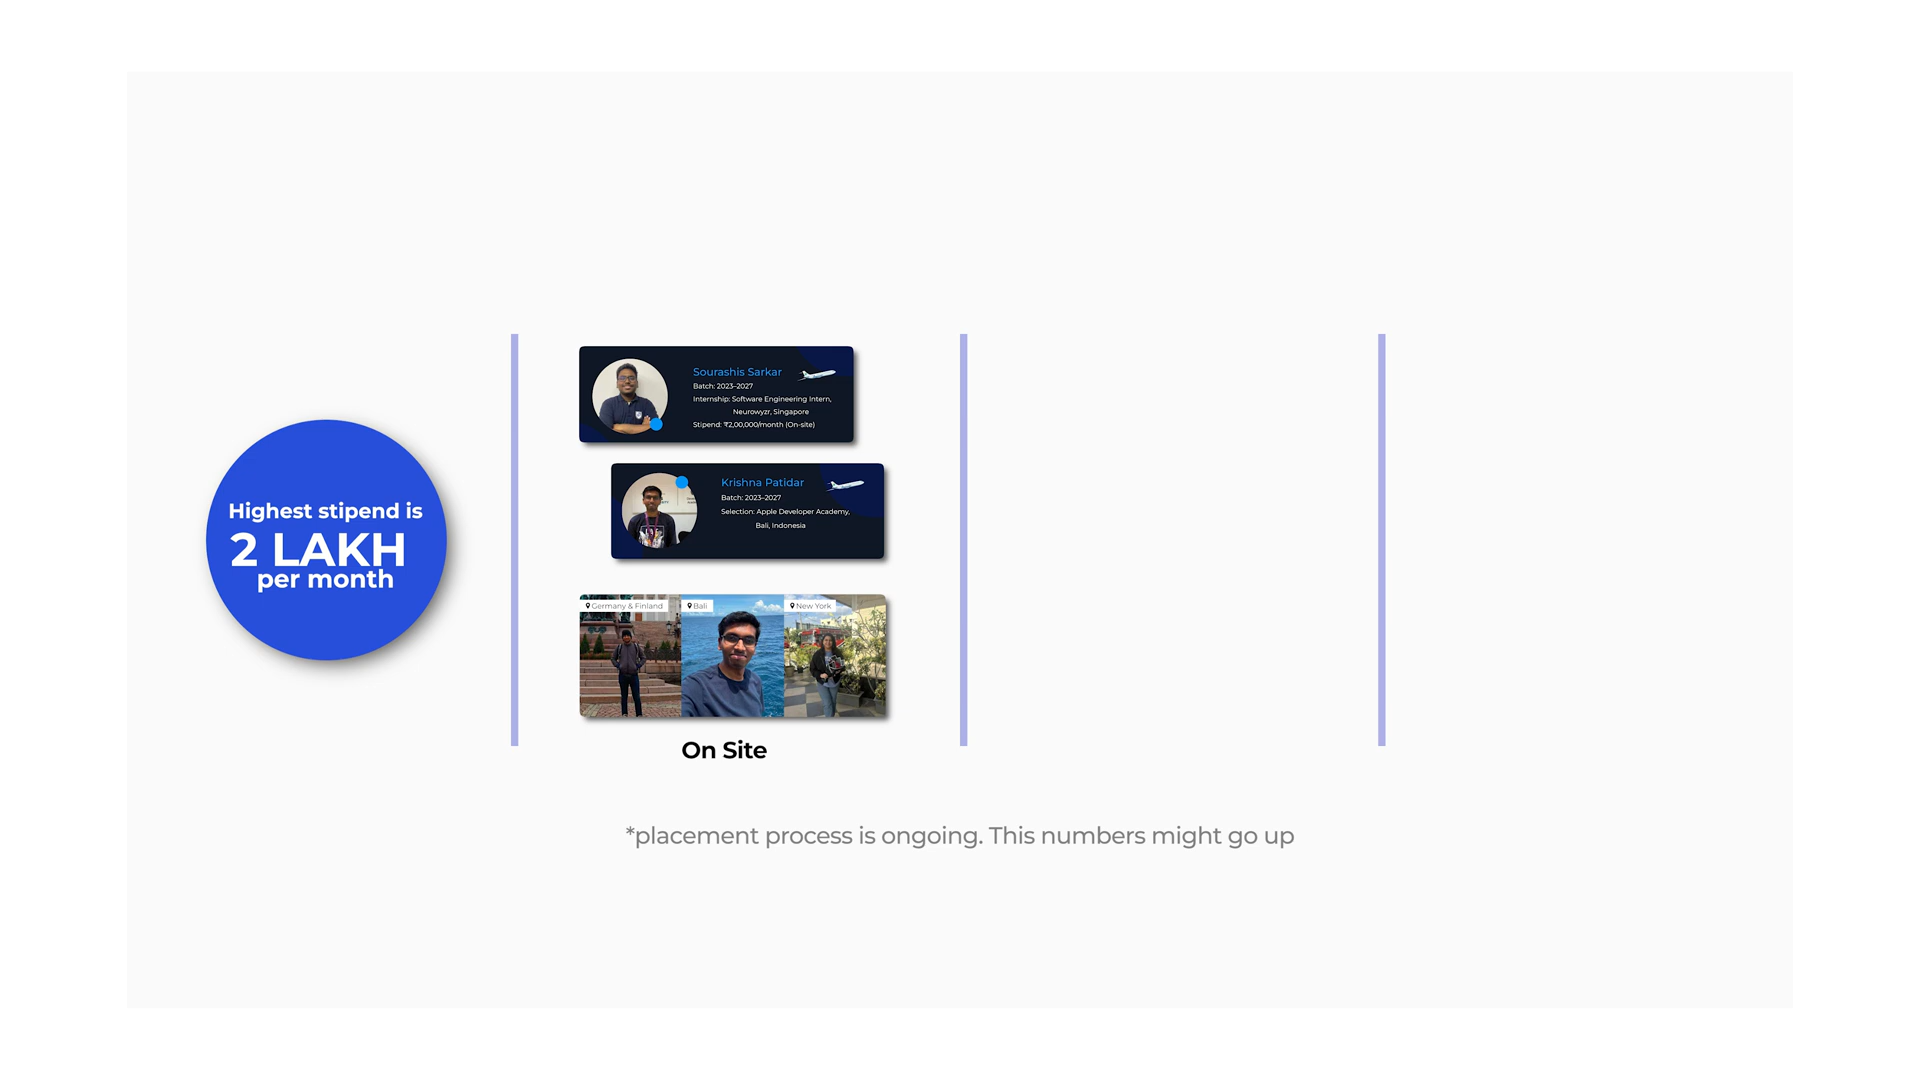 Highest stipend is
2 LAKH
per month
Sourashis Sarkar
Batch: 2023–2027
Internship: Software Engineering Intern,
Neurowyzr, Singapore
Stipend: ₹2,00,000/month (On-site)
Krishna Patidar
Batch: 2023–2027
Selection: Apple Developer Academy,
Bali, Indonesia
Germany & Finland
Bali
New York
On Site
*placement process is ongoing. This numbers might go up